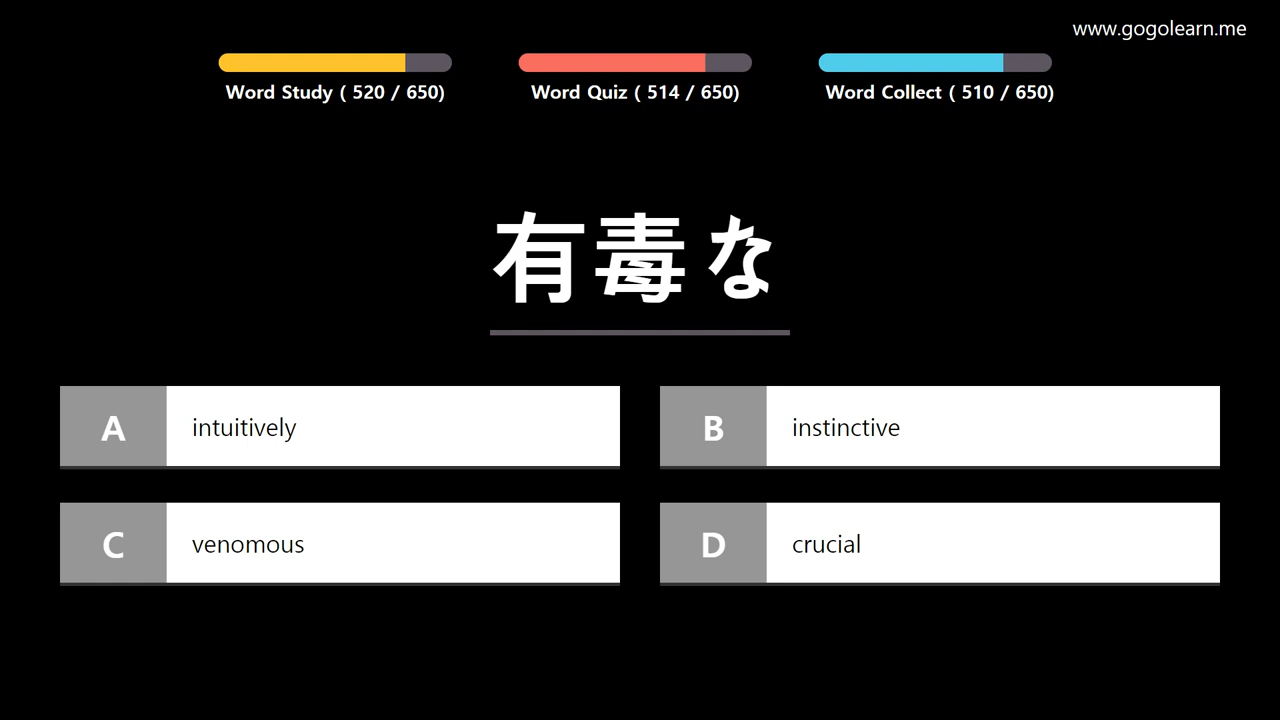 www.gogolearn.me
Word Study ( 520 / 650)
Word Quiz ( 514 / 650)
Word Collect ( 510 / 650)
有毒な
A intuitively
B instinctive
C venomous
D crucial